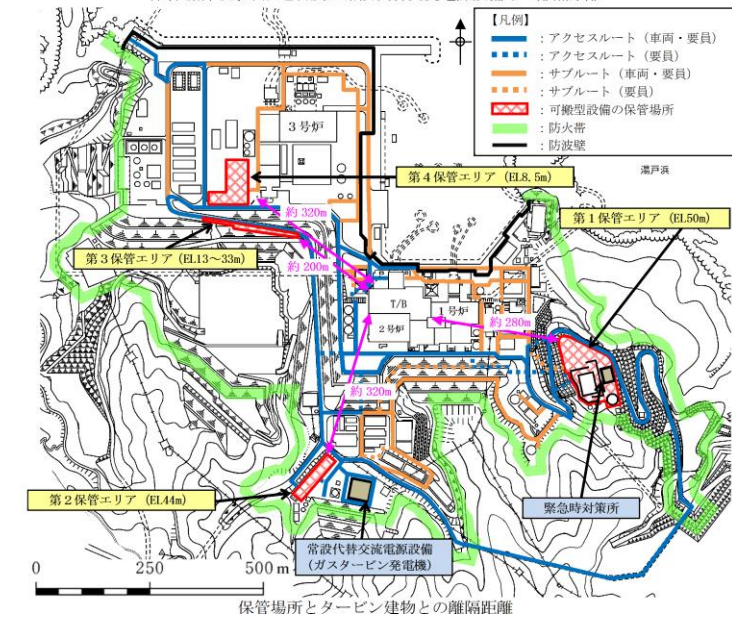 【凡例】
：アクセスルート（車両・要員）
：アクセスルート（要員）
：サブルート（車両・要員）
：サブルート（要員）
：可搬型設備の保管場所
：防火帯
：防波壁
3号炉
湯戸浜
第4保管エリア（EL8.5m）
第1保管エリア（EL50m）
約320m
第3保管エリア（EL13～33m）
約200m
T/B
1号炉
2号炉
約280m
約320m
第2保管エリア（EL44m）
緊急時対策所
常設代替交流電源設備
（ガスタービン発電機）
0 250 500 m
保管場所とタービン建物との離隔距離